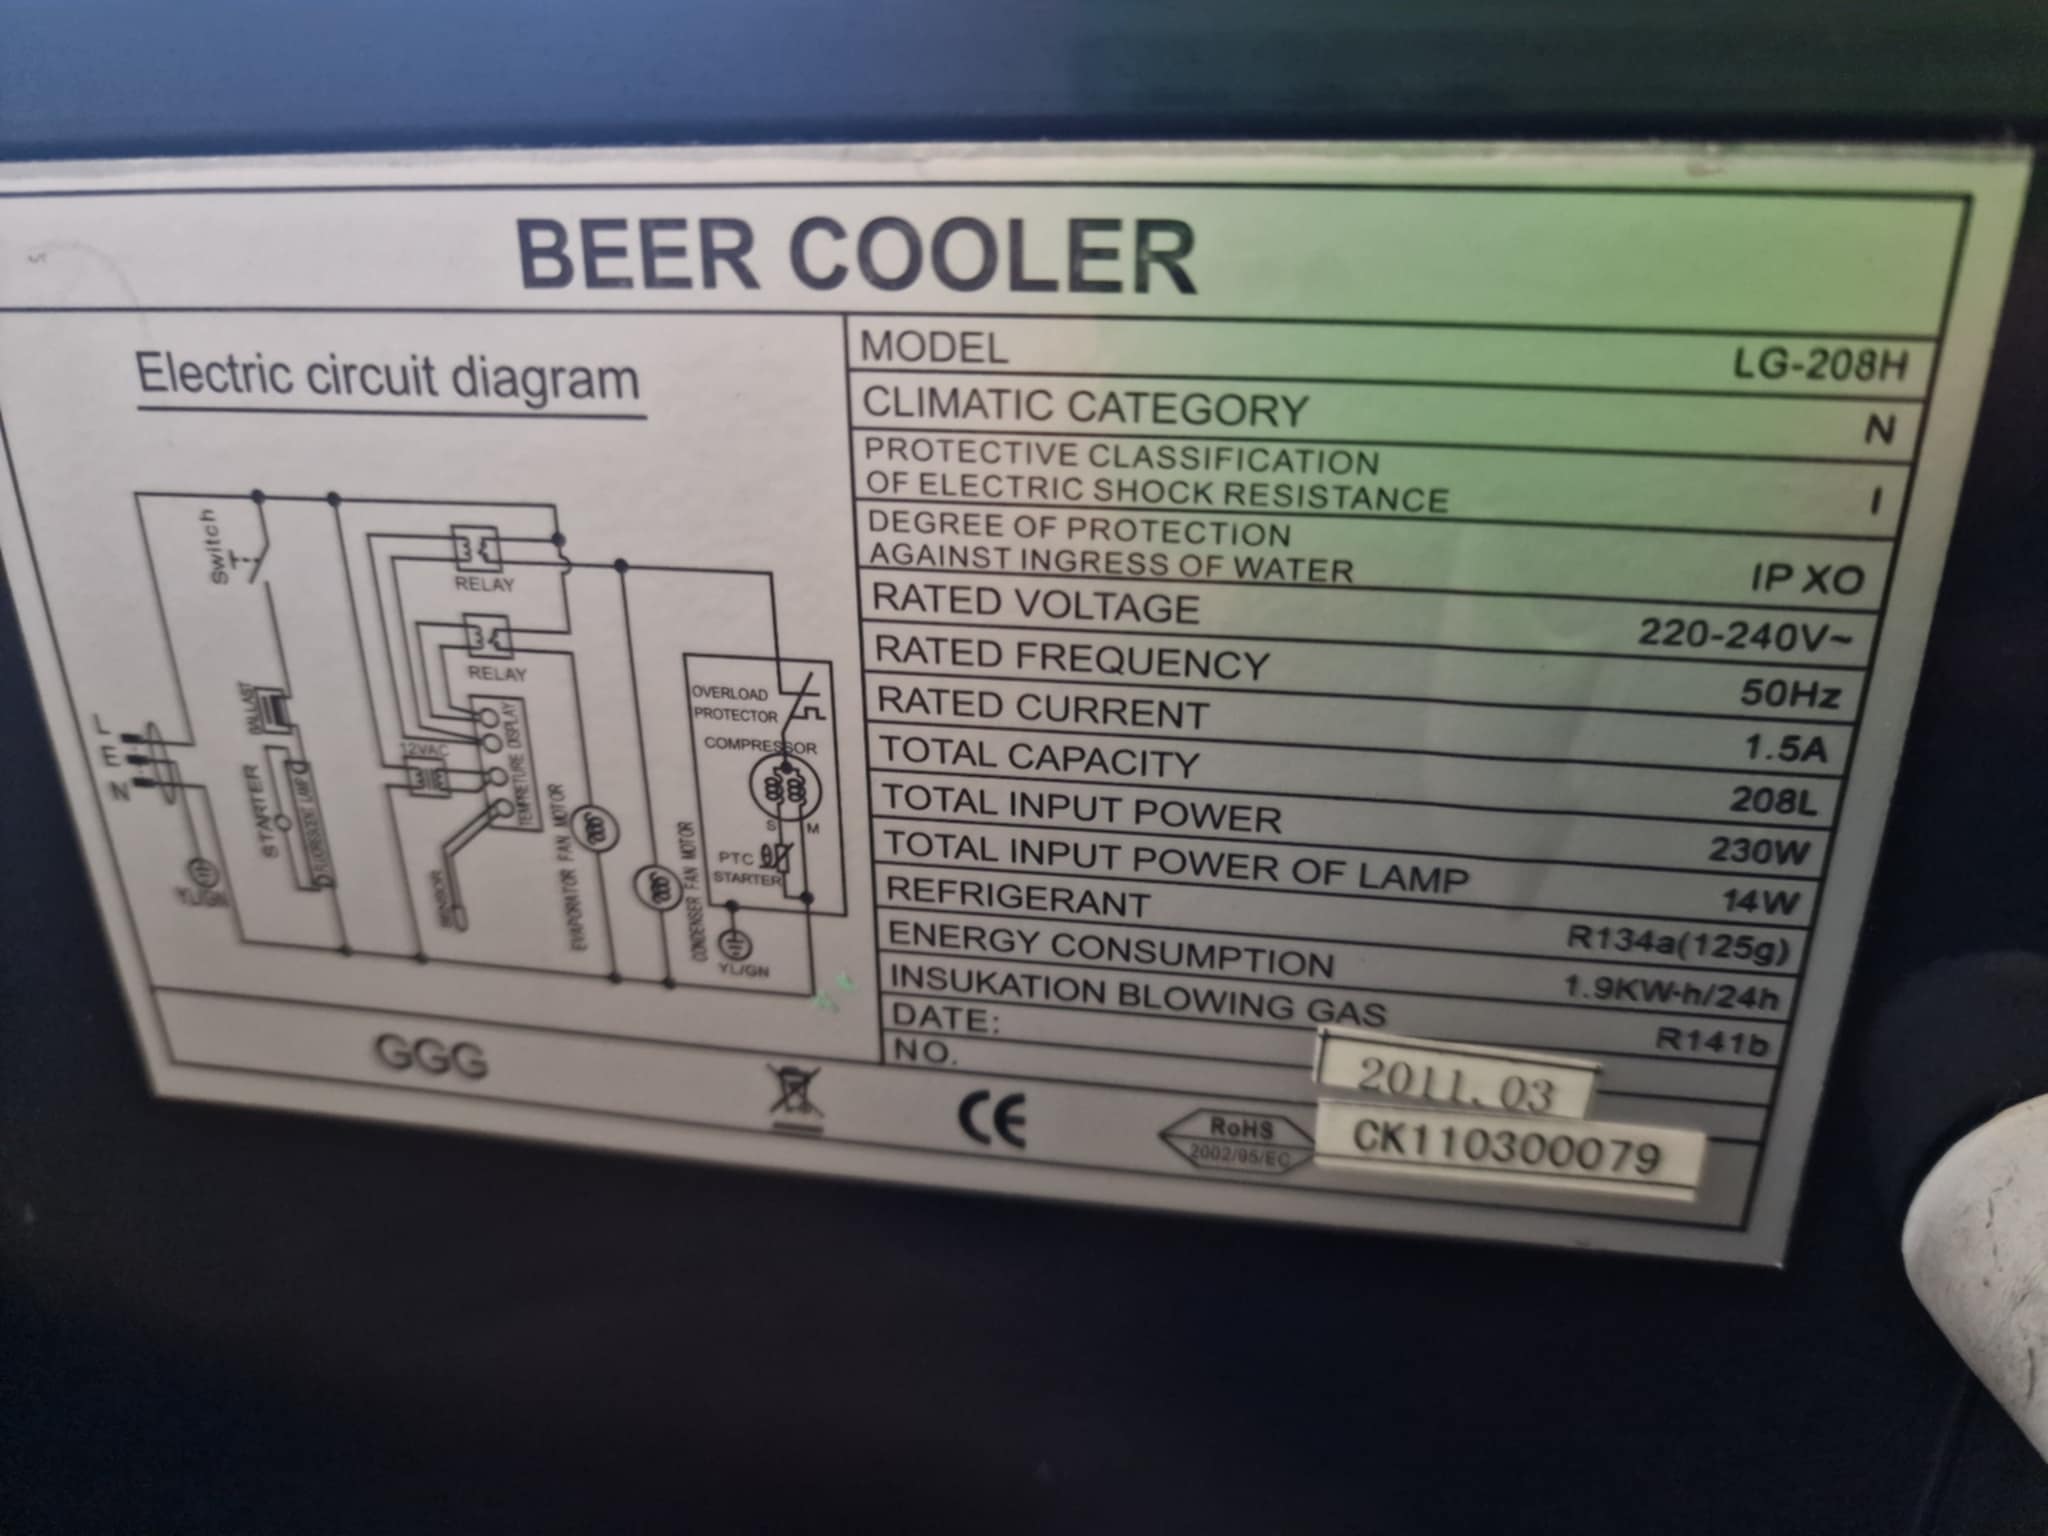 BEER COOLER
Electric circuit diagram
Switch
RELAY
RELAY
L
E
N
BALLAST
STARTER
FLUORESCENT LAMP
12VAC
TEMPRETURE DISPLAY
SENSOR
EVAPORATOR FAN MOTOR
CONDENSER FAN MOTOR
OVERLOAD
PROTECTOR
COMPRESSOR
S
M
PTC
STARTER
YL/GN
YL/GN
MODEL LG-208H
CLIMATIC CATEGORY N
PROTECTIVE CLASSIFICATION
OF ELECTRIC SHOCK RESISTANCE I
DEGREE OF PROTECTION
AGAINST INGRESS OF WATER IP XO
RATED VOLTAGE 220-240V~
RATED FREQUENCY 50Hz
RATED CURRENT 1.5A
TOTAL CAPACITY 208L
TOTAL INPUT POWER 230W
TOTAL INPUT POWER OF LAMP 14W
REFRIGERANT R134a(125g)
ENERGY CONSUMPTION 1.9KW-h/24h
INSUKATION BLOWING GAS R141b
DATE: 2011.03
NO. CK110300079
GGG
CE
RoHS
2002/95/EC